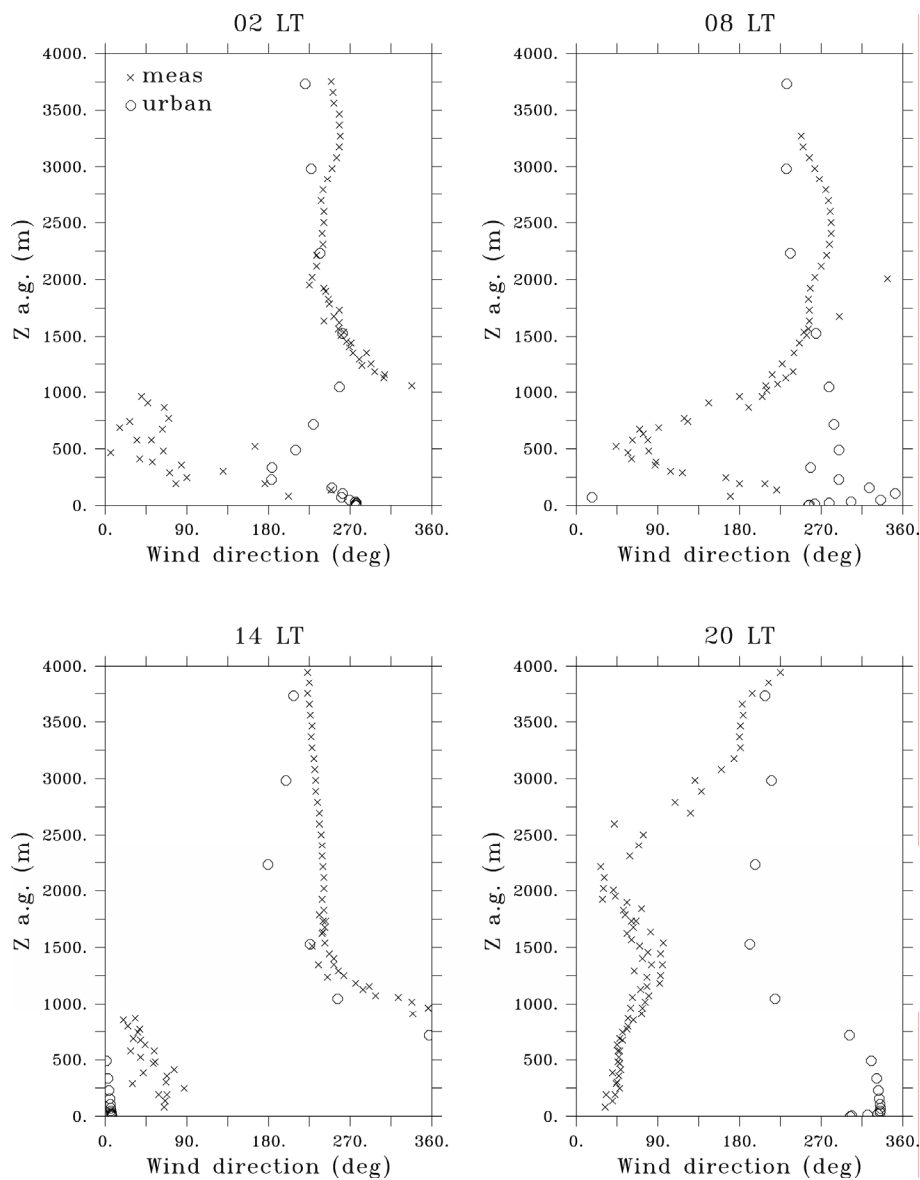 02 LT
08 LT
4000.
3500.
3000.
2500.
2000.
1500.
1000.
500.
0.
Z a.g. (m)
× meas
○ urban
0. 90. 180. 270. 360.
Wind direction (deg)
4000.
3500.
3000.
2500.
2000.
1500.
1000.
500.
0.
Z a.g. (m)
0. 90. 180. 270. 360.
Wind direction (deg)
14 LT
20 LT
4000.
3500.
3000.
2500.
2000.
1500.
1000.
500.
0.
Z a.g. (m)
0. 90. 180. 270. 360.
Wind direction (deg)
4000.
3500.
3000.
2500.
2000.
1500.
1000.
500.
0.
Z a.g. (m)
0. 90. 180. 270. 360.
Wind direction (deg)